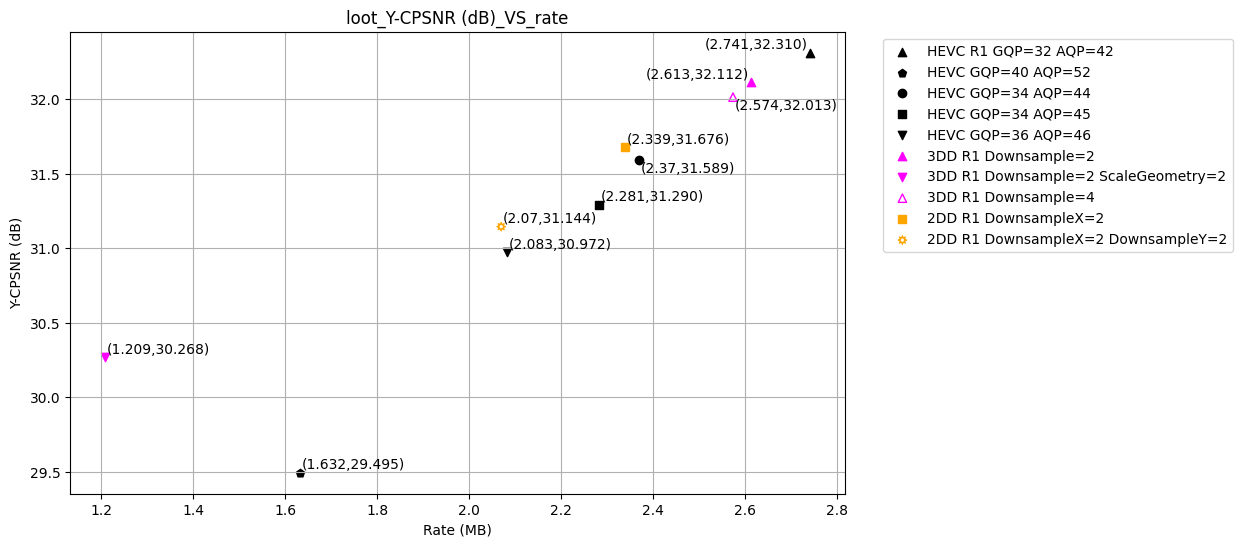 loot_Y-CPSNR (dB)_VS_rate
(2.741,32.310)
(2.613,32.112)
(2.574,32.013)
(2.339,31.676)
(2.37,31.589)
(2.281,31.290)
(2.07,31.144)
(2.083,30.972)
(1.209,30.268)
(1.632,29.495)
32.0
31.5
31.0
30.5
30.0
29.5
Y-CPSNR (dB)
1.2 1.4 1.6 1.8 2.0 2.2 2.4 2.6 2.8
Rate (MB)
HEVC R1 GQP=32 AQP=42
HEVC GQP=40 AQP=52
HEVC GQP=34 AQP=44
HEVC GQP=34 AQP=45
HEVC GQP=36 AQP=46
3DD R1 Downsample=2
3DD R1 Downsample=2 ScaleGeometry=2
3DD R1 Downsample=4
2DD R1 DownsampleX=2
2DD R1 DownsampleX=2 DownsampleY=2